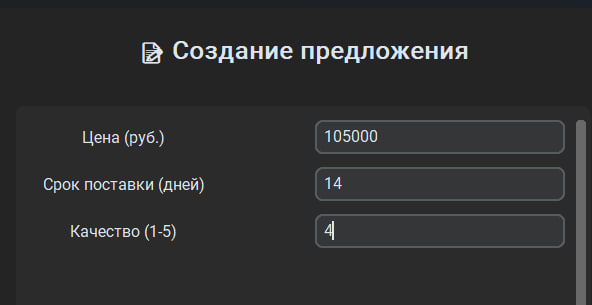 Создание предложения
Цена (руб.) 105000
Срок поставки (дней) 14
Качество (1-5) 4